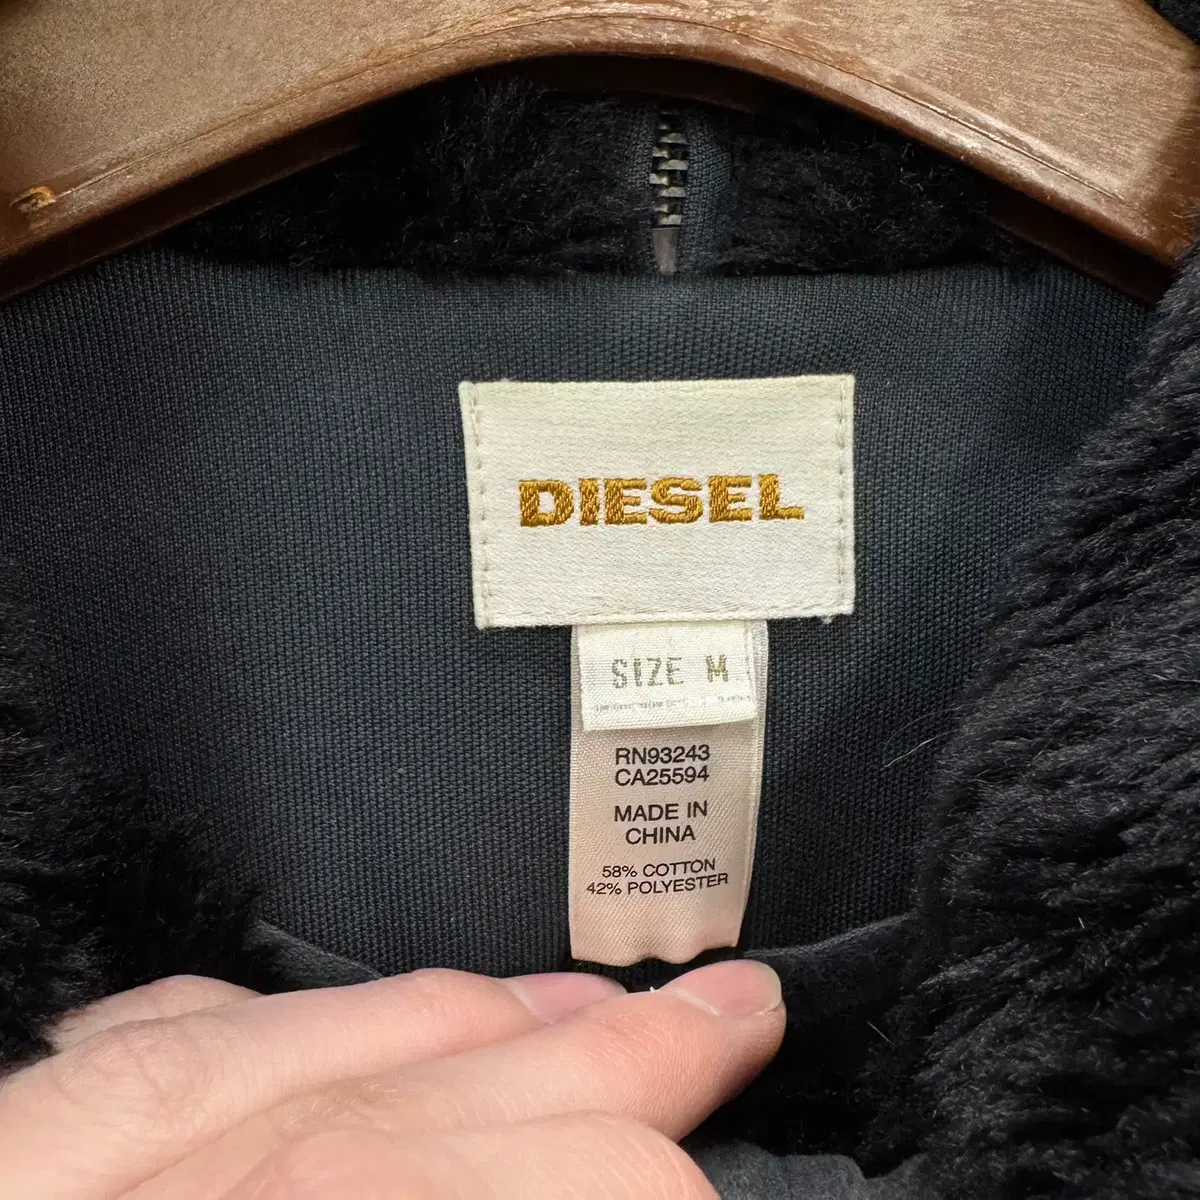 DIESEL
SIZE M
RN93243
CA25594
MADE IN
CHINA
58% COTTON
42% POLYESTER